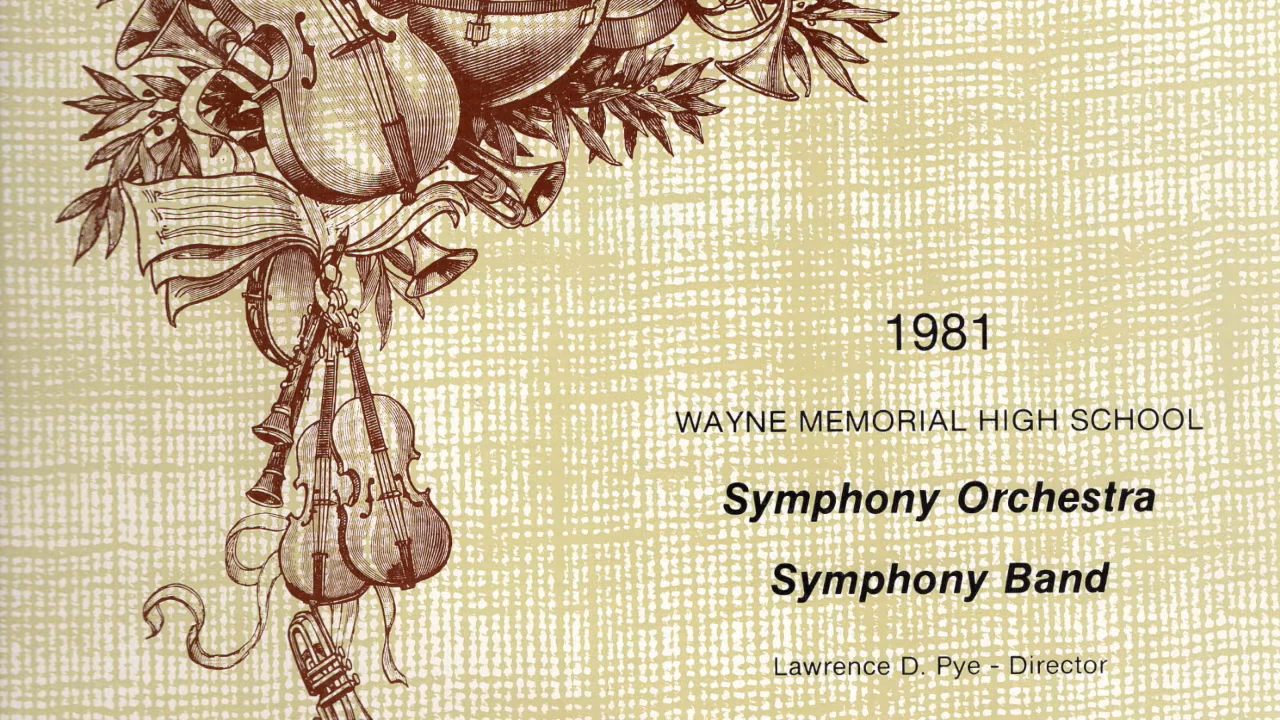 1981
WAYNE MEMORIAL HIGH SCHOOL
Symphony Orchestra
Symphony Band
Lawrence D. Pye - Director